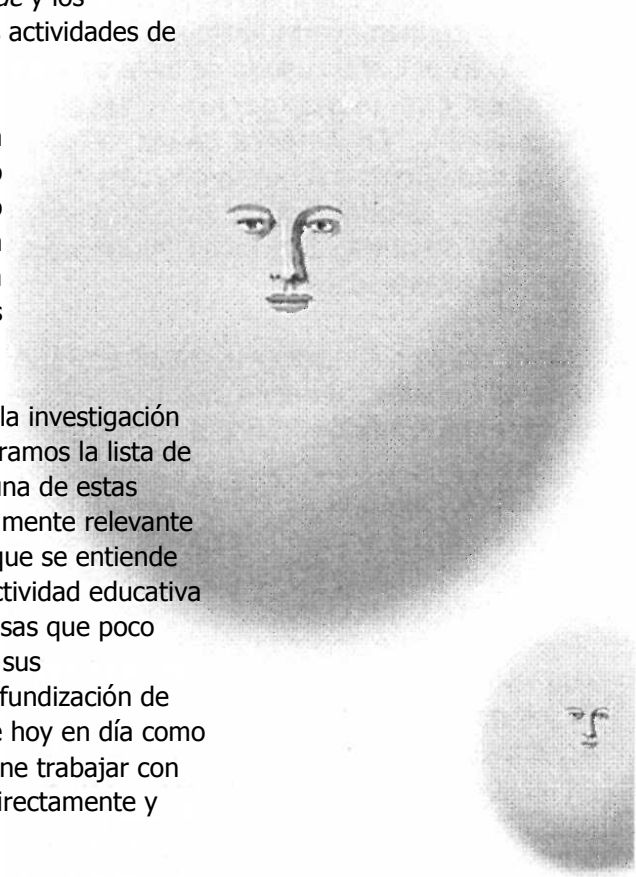 y los
actividades de
la investigación
ramos la lista de
una de estas
mente relevante
que se entiende
ctividad educativa
sas que poco
sus
fundización de
hoy en día como
ne trabajar con
irectamente y